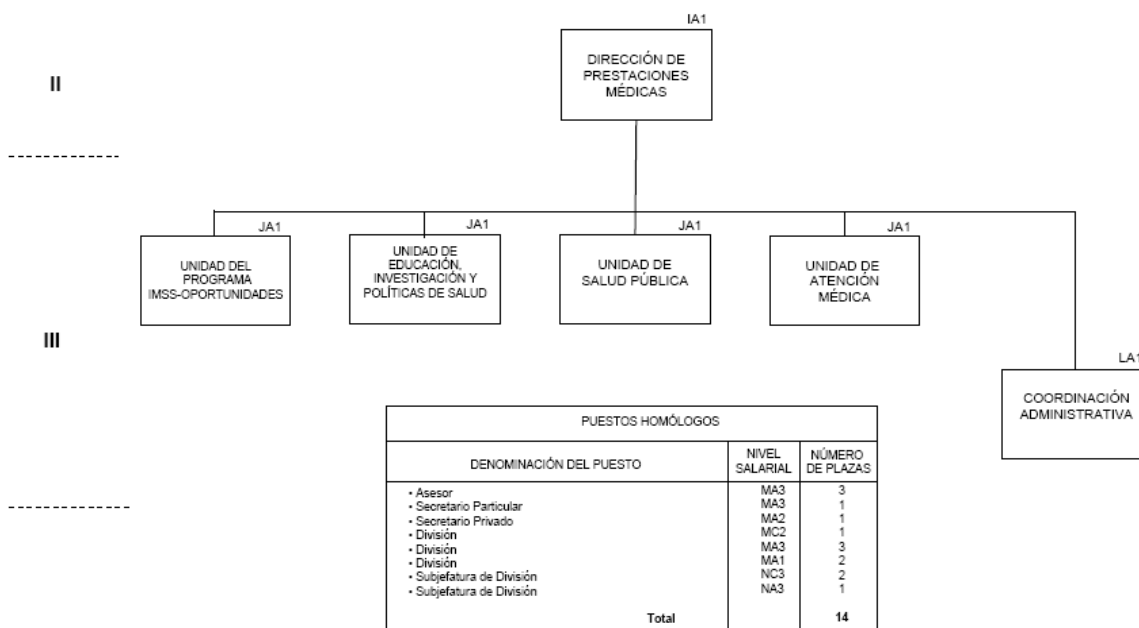 IA1
DIRECCIÓN DE
PRESTACIONES
MÉDICAS
II
JA1
UNIDAD DEL
PROGRAMA
IMSS-OPORTUNIDADES
JA1
UNIDAD DE
EDUCACIÓN,
INVESTIGACIÓN Y
POLÍTICAS DE SALUD
JA1
UNIDAD DE
SALUD PÚBLICA
JA1
UNIDAD DE
ATENCIÓN
MÉDICA
III
LA1
COORDINACIÓN
ADMINISTRATIVA
PUESTOS HOMÓLOGOS
DENOMINACIÓN DEL PUESTO NIVEL SALARIAL NÚMERO DE PLAZAS
• Asesor MA3 3
• Secretario Particular MA3 1
• Secretario Privado MA2 1
• División MC2 1
• División MA3 3
• División MA1 2
• Subjefatura de División NC3 2
• Subjefatura de División NA3 1
Total 14